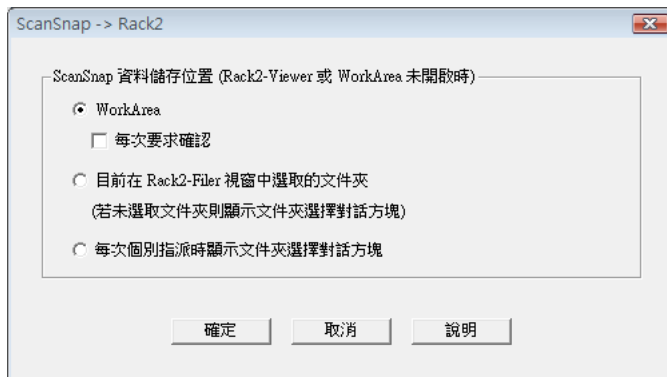 ScanSnap -> Rack2
ScanSnap 資料儲存位置 (Rack2-Viewer 或 WorkArea 未開啟時)
WorkArea
每次要求確認
目前在 Rack2-Filer 視窗中選取的文件夾
(若未選取文件夾則顯示文件夾選擇對話方塊)
每次個別指派時顯示文件夾選擇對話方塊
確定 取消 說明